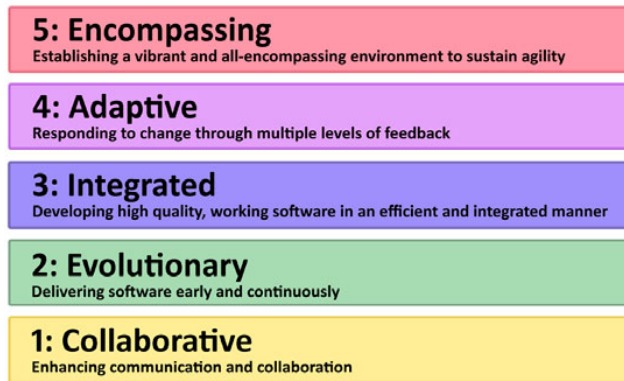 5: Encompassing
Establishing a vibrant and all-encompassing environment to sustain agility
4: Adaptive
Responding to change through multiple levels of feedback
3: Integrated
Developing high quality, working software in an efficient and integrated manner
2: Evolutionary
Delivering software early and continuously
1: Collaborative
Enhancing communication and collaboration